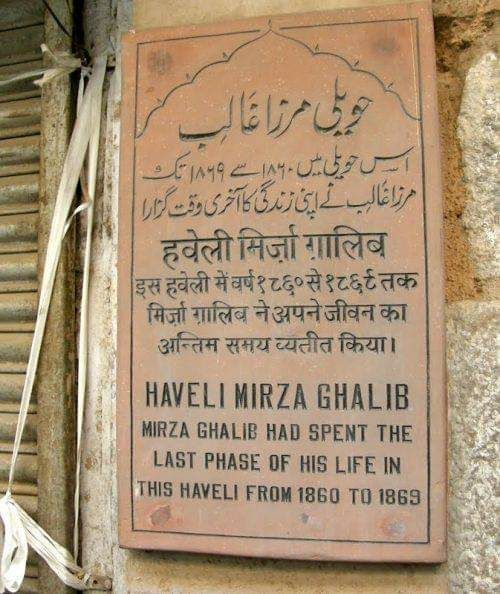 حویلی مرزا غالب
اس حویلی میں ۱۸۶۰ سے ۱۸۶۹ تک
مرزا غالب نے اپنی زندگی کا آخری وقت گزارا
हवेली मिर्ज़ा ग़ालिब
इस हवेली में वर्ष १८६० से १८६९ तक
मिर्ज़ा ग़ालिब ने अपने जीवन का
अन्तिम समय व्यतीत किया।
HAVELI MIRZA GHALIB
MIRZA GHALIB HAD SPENT THE
LAST PHASE OF HIS LIFE IN
THIS HAVELI FROM 1860 TO 1869